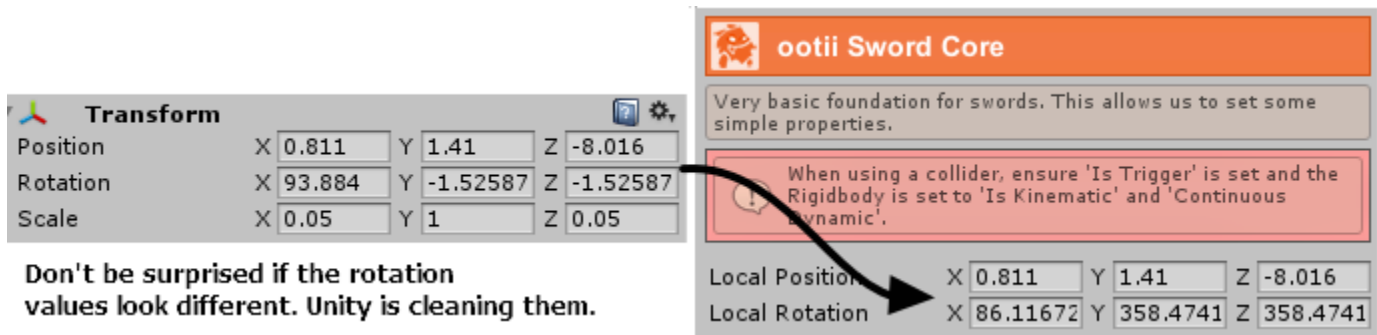 Transform
Position X 0.811 Y 1.41 Z -8.016
Rotation X 93.884 Y -1.52587 Z -1.52587
Scale X 0.05 Y 1 Z 0.05
Don't be surprised if the rotation
values look different. Unity is cleaning them.
ootii Sword Core
Very basic foundation for swords. This allows us to set some
simple properties.
When using a collider, ensure 'Is Trigger' is set and the
Rigidbody is set to 'Is Kinematic' and 'Continuous
Dynamic'.
Local Position X 0.811 Y 1.41 Z -8.016
Local Rotation X 86.11672 Y 358.4741 Z 358.4741